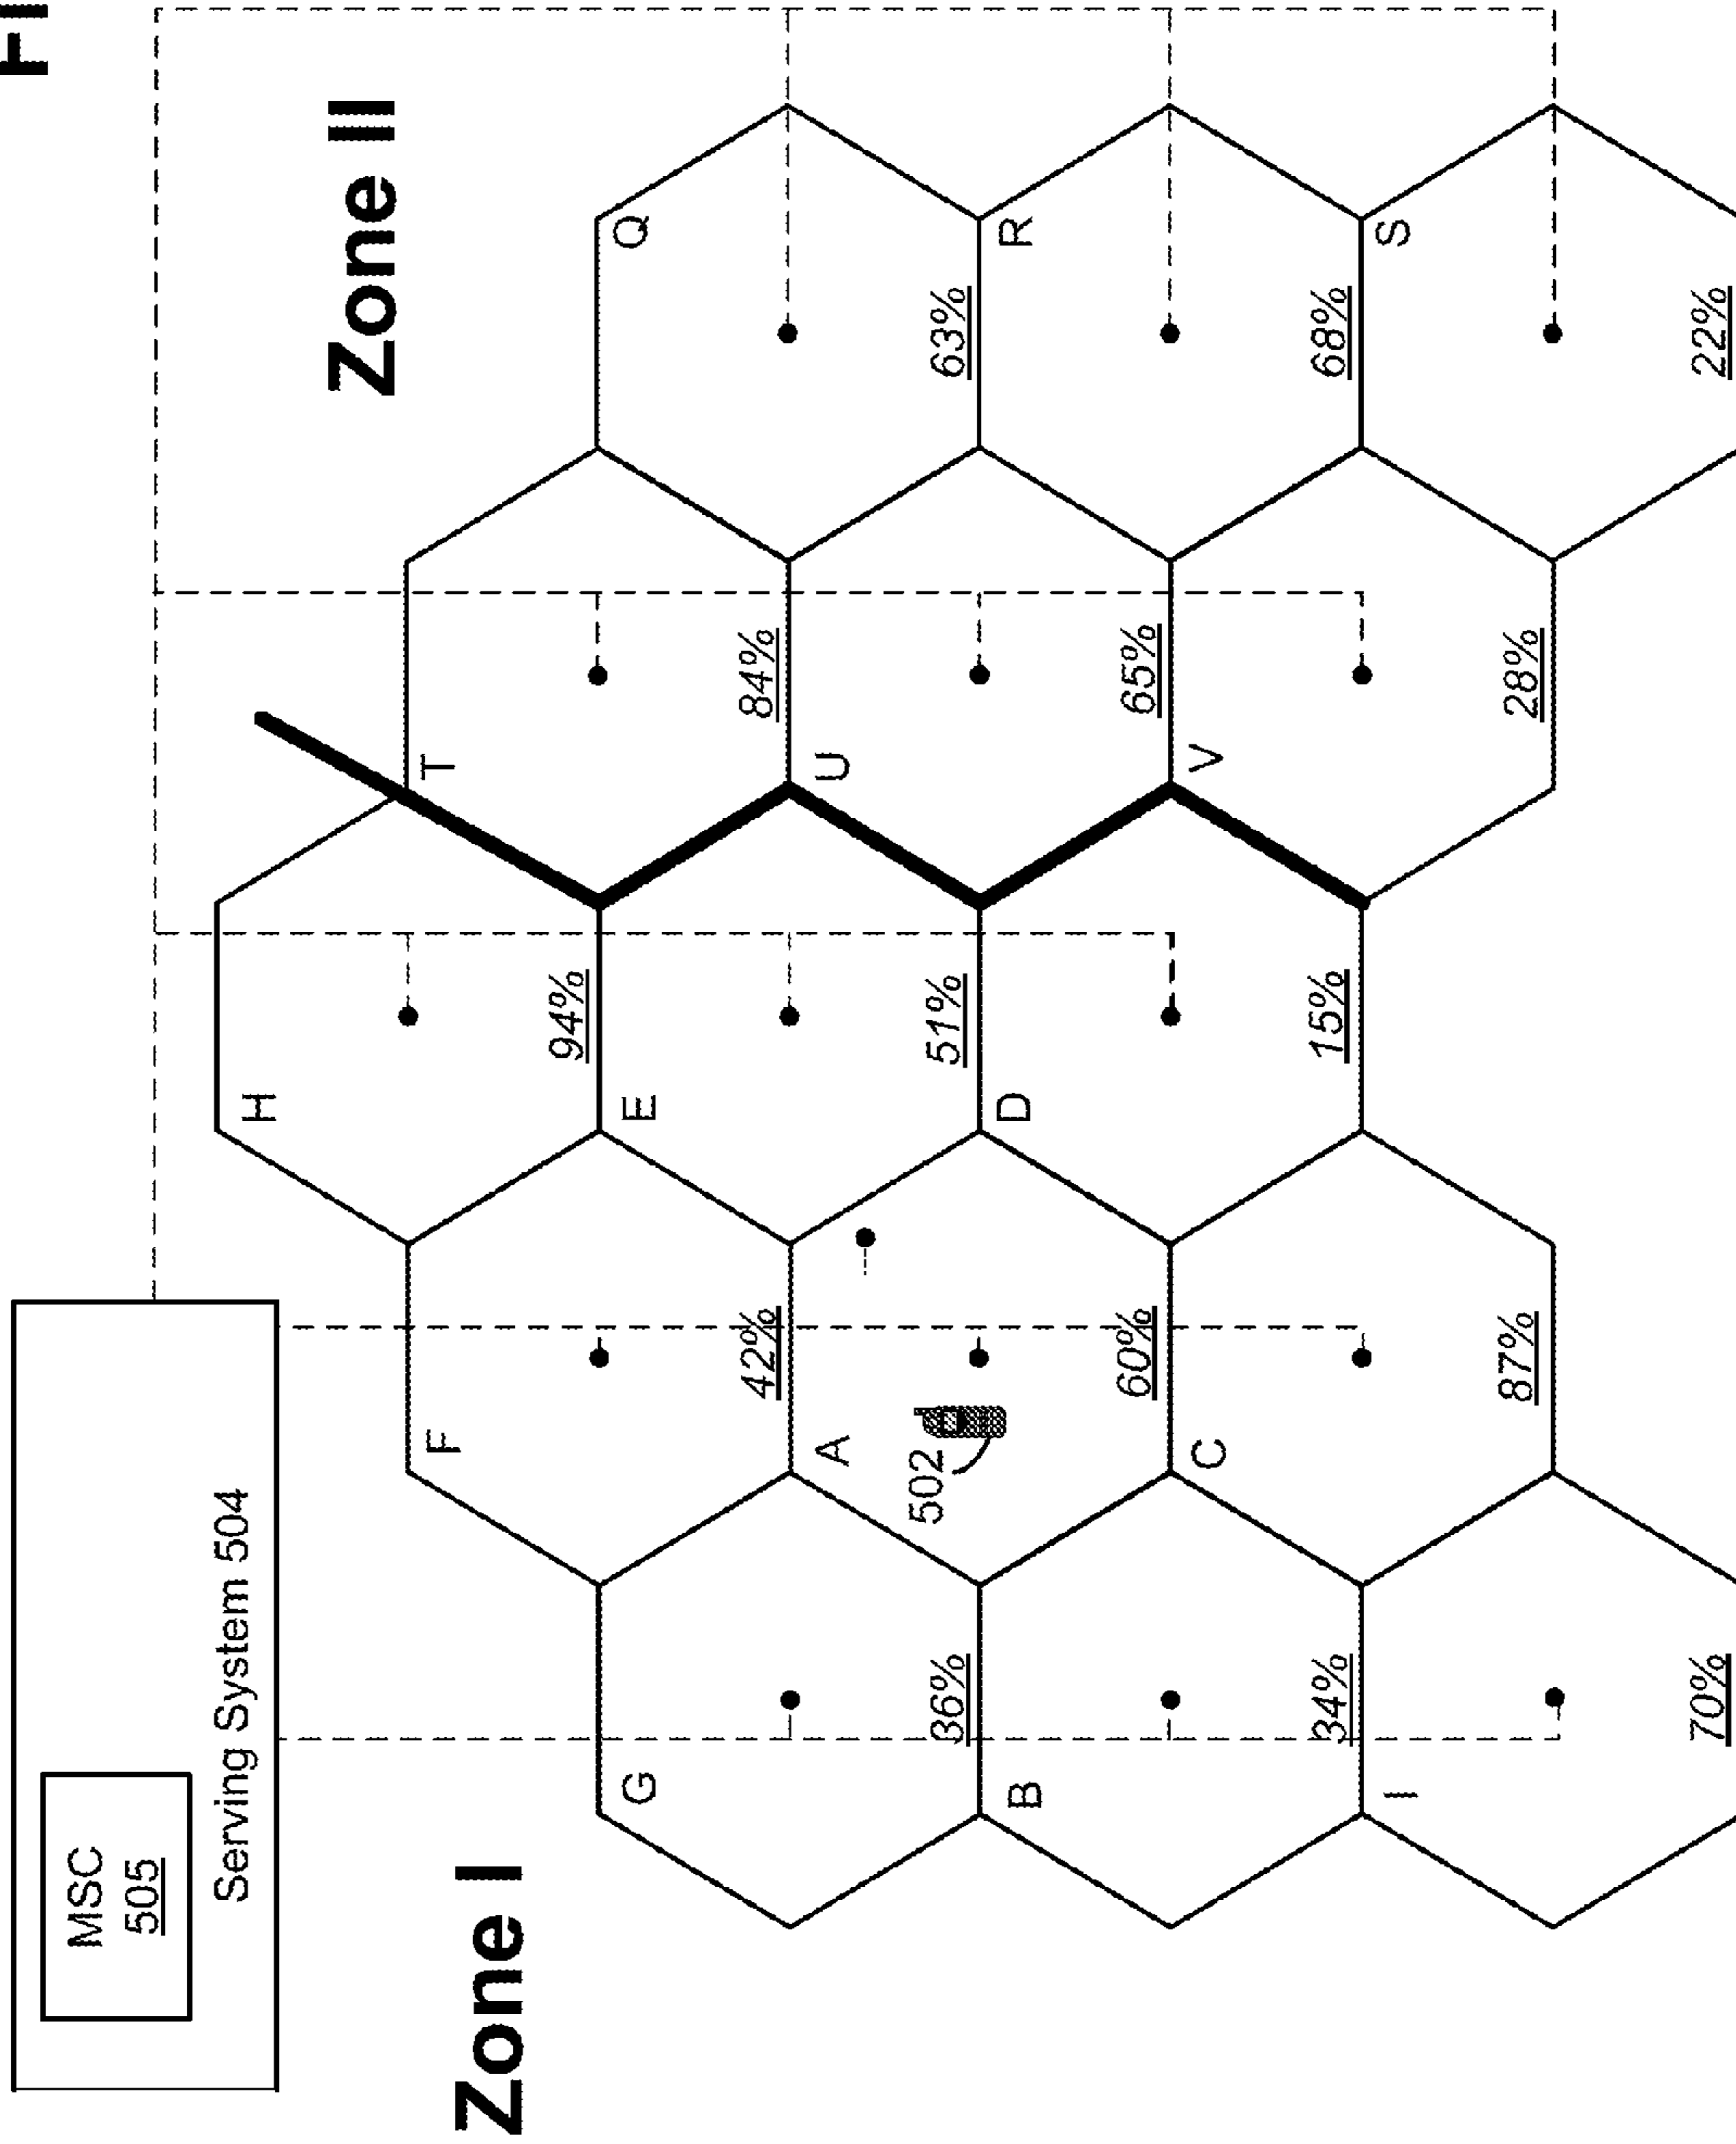 MSC
505
Serving System 504
H
Zone II
F
T
Zone I
94%
G
E
Q
42%
84%
A
U
502
36%
51%
63%
B
D
R
60%
65%
C
V
34%
15%
68%
I
S
87%
28%
70%
22%